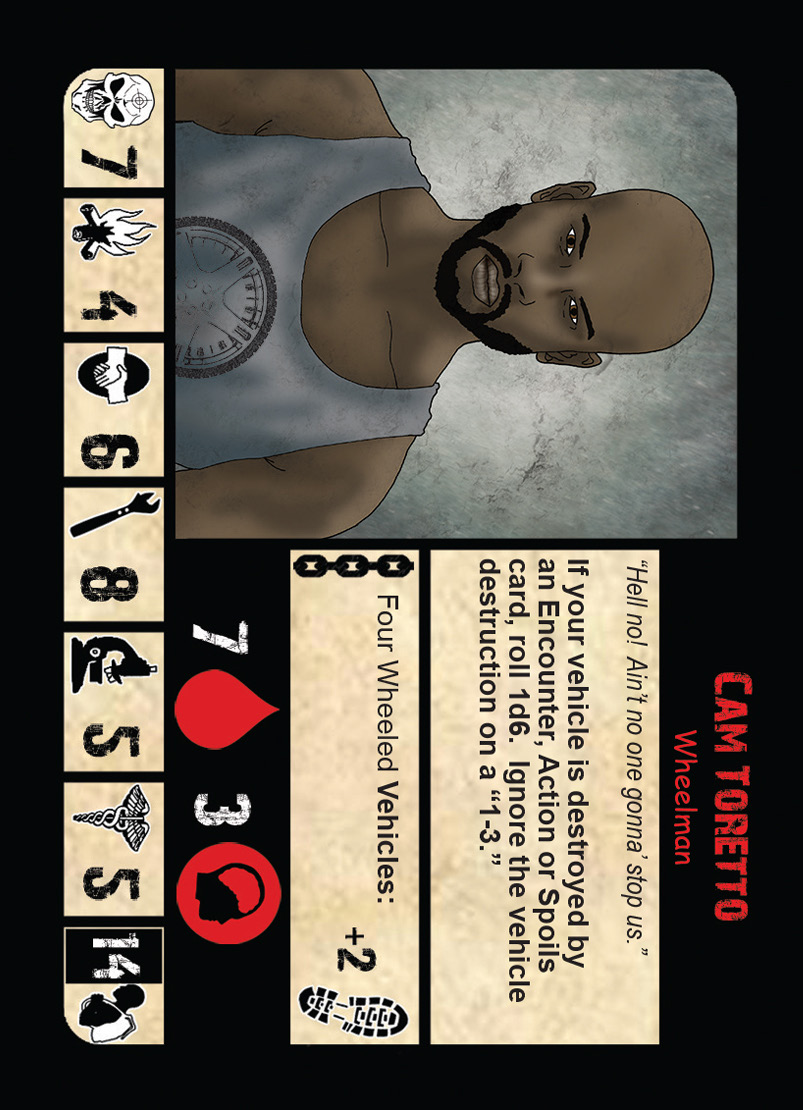 CAM TORETTO
Wheelman
“Hell no! Ain’t no one gonna’ stop us.”
If your vehicle is destroyed by
an Encounter, Action or Spoils
card, roll 1d6. Ignore the vehicle
destruction on a “1-3.”
Four Wheeled Vehicles:
+2
7 3
7 4 6 8 5 5 14